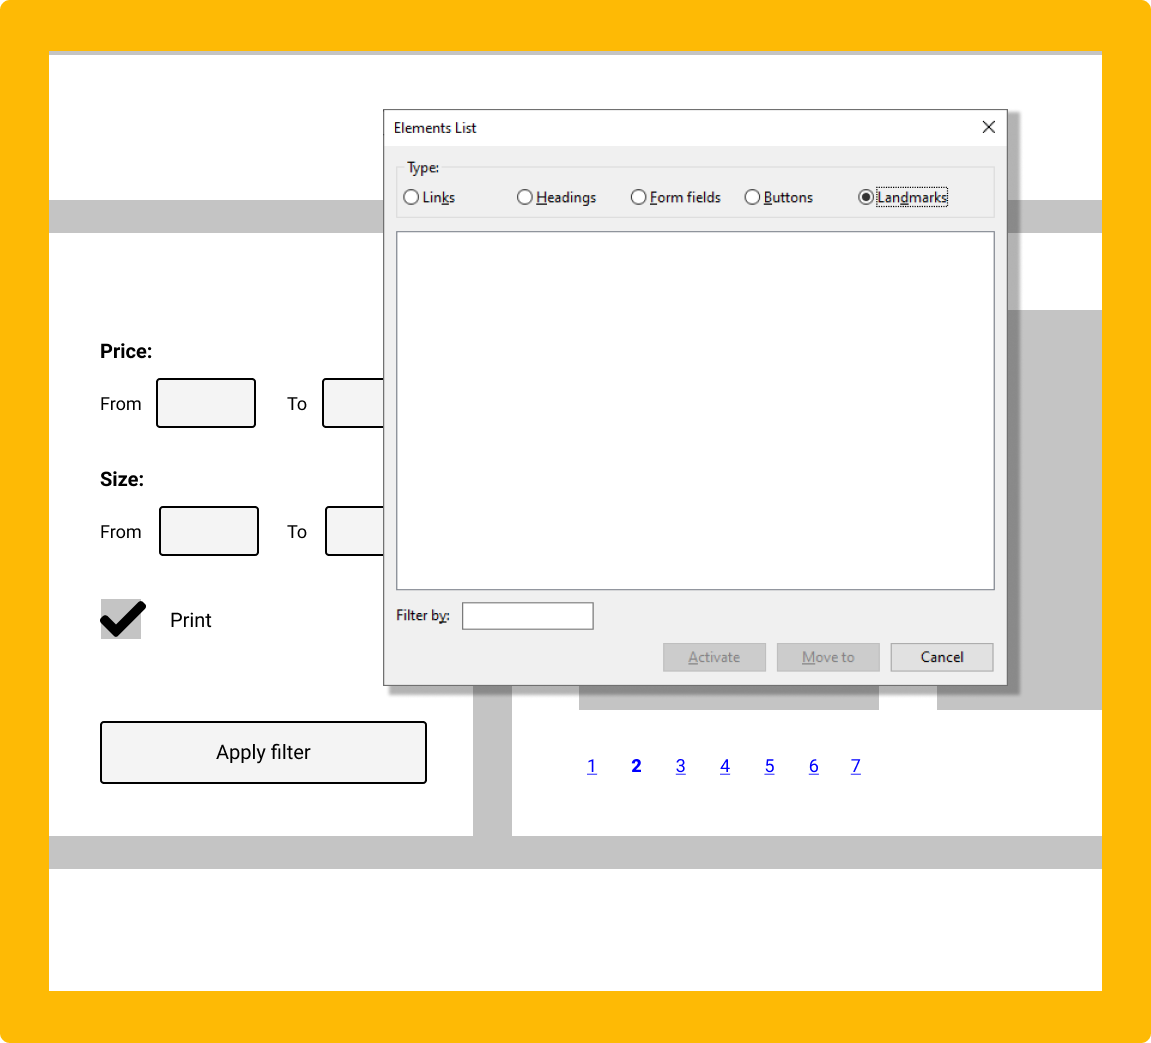 Elements List
Type:
Links Headings Form fields Buttons Landmarks
Price:
From To
Size:
From To
Print
Filter by:
Activate Move to Cancel
Apply filter
1 2 3 4 5 6 7